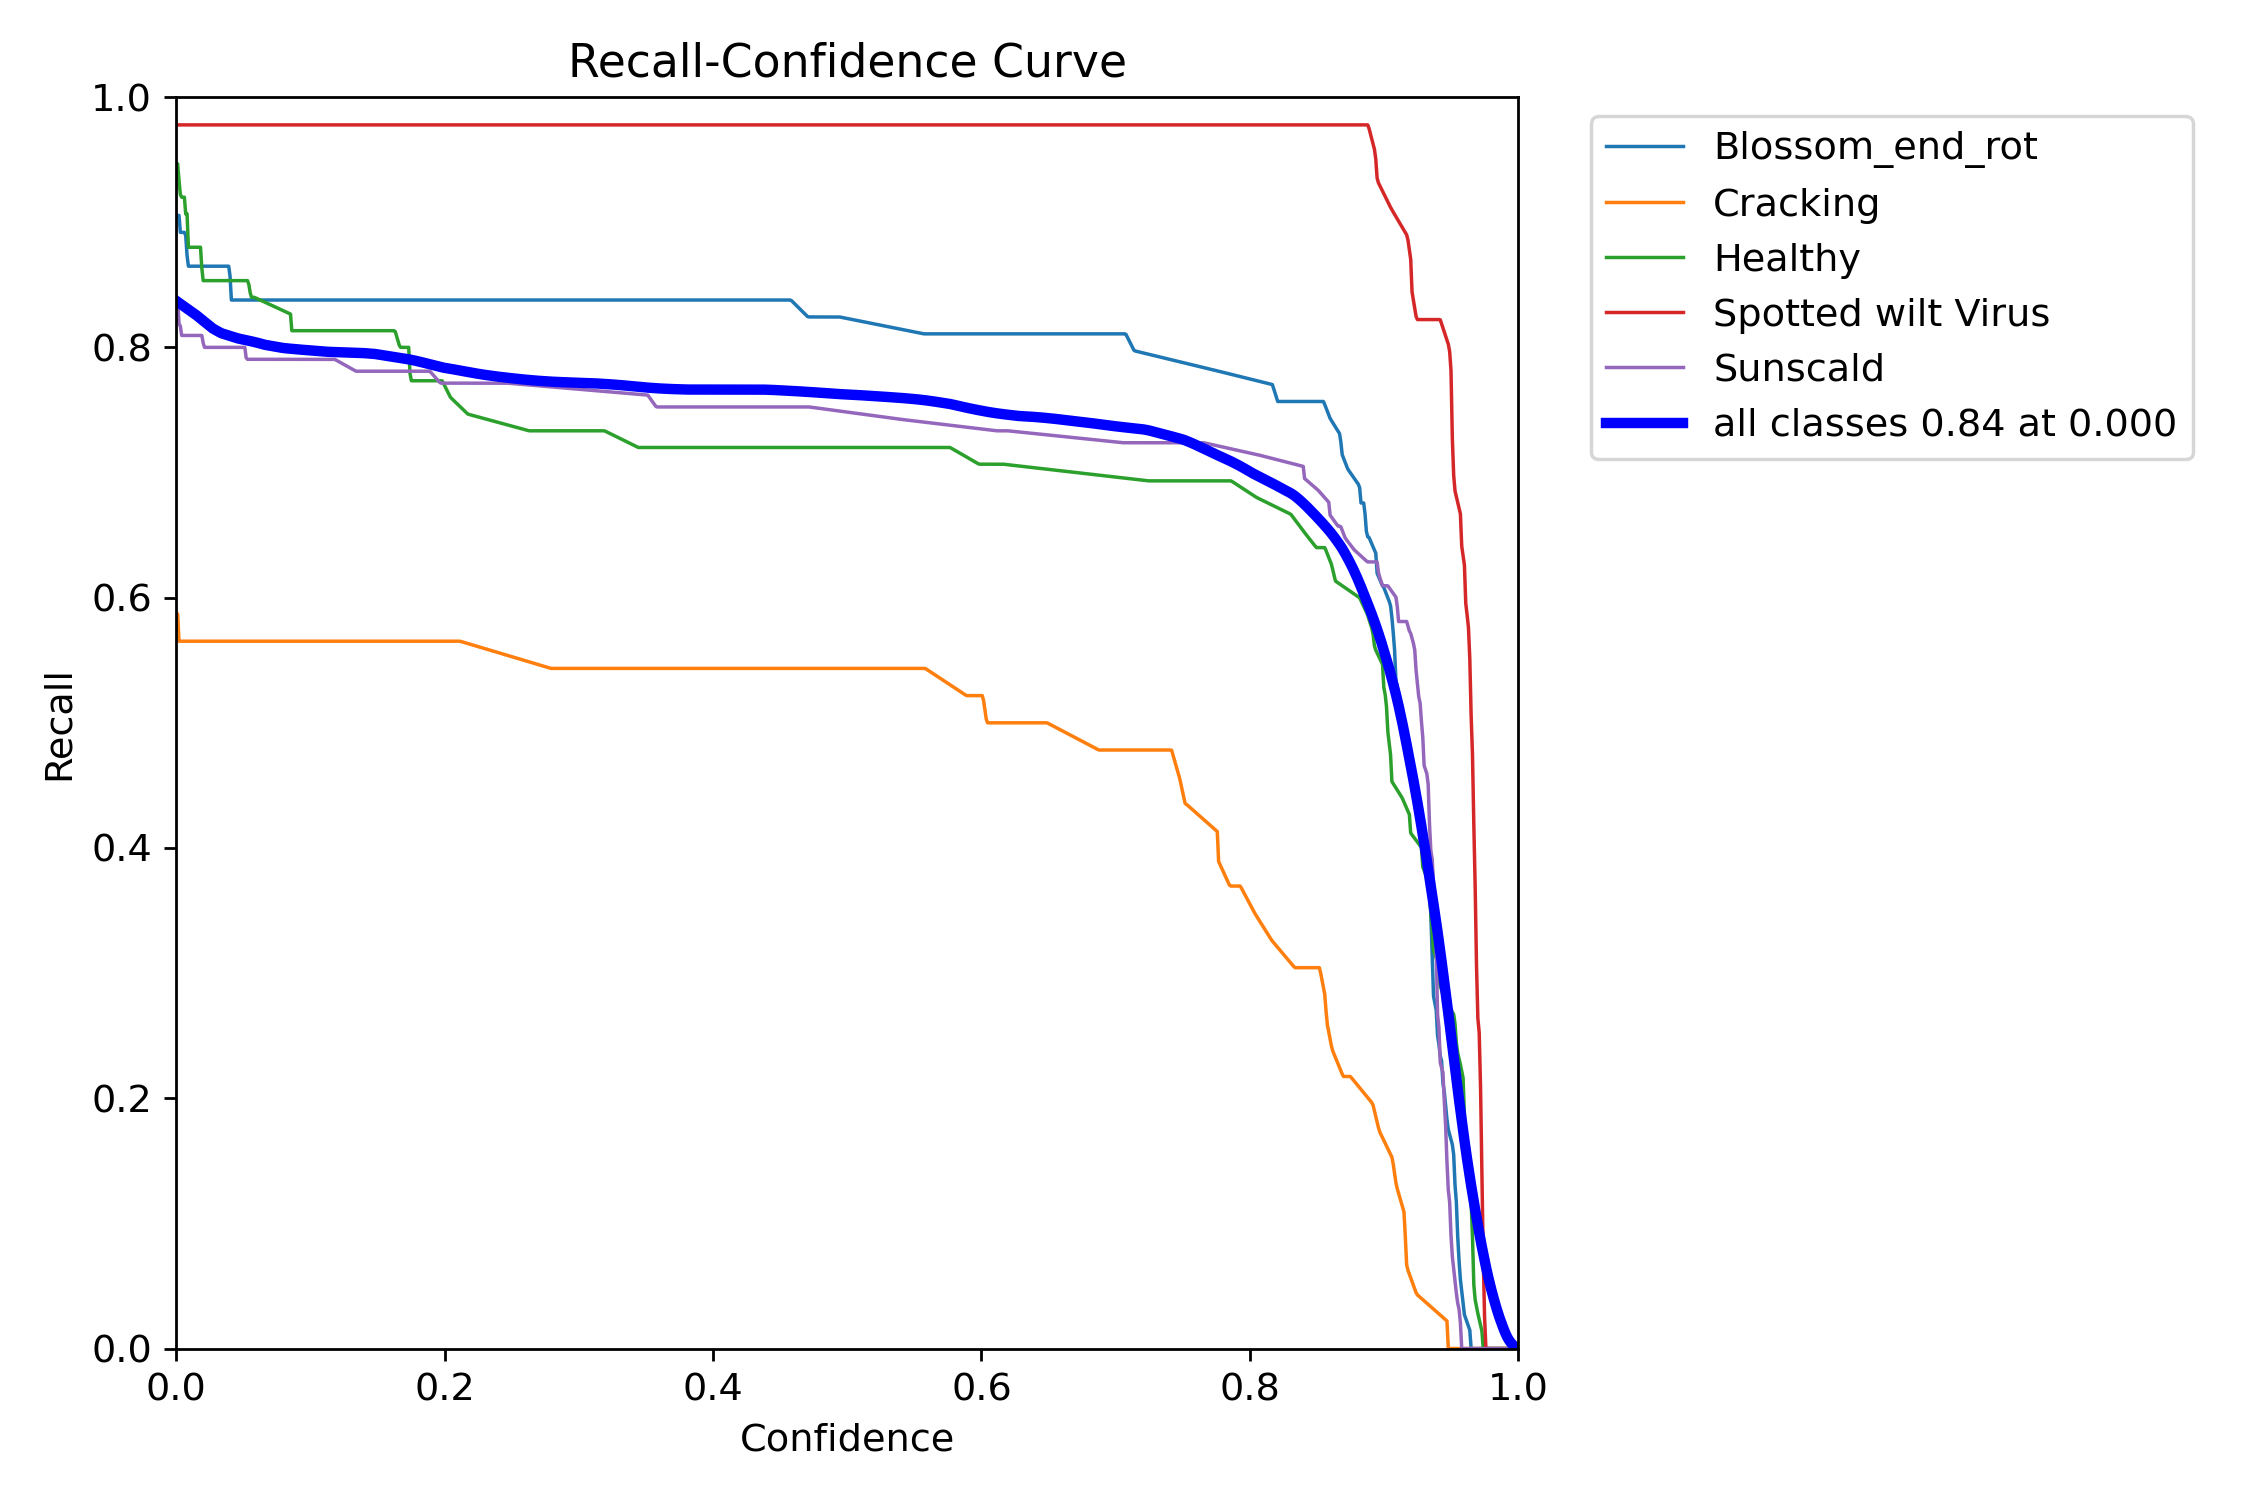 Recall-Confidence Curve
1.0
0.8
0.6
0.4
0.2
0.0
Recall
0.0 0.2 0.4 0.6 0.8 1.0
Confidence
Blossom_end_rot
Cracking
Healthy
Spotted wilt Virus
Sunscald
all classes 0.84 at 0.000